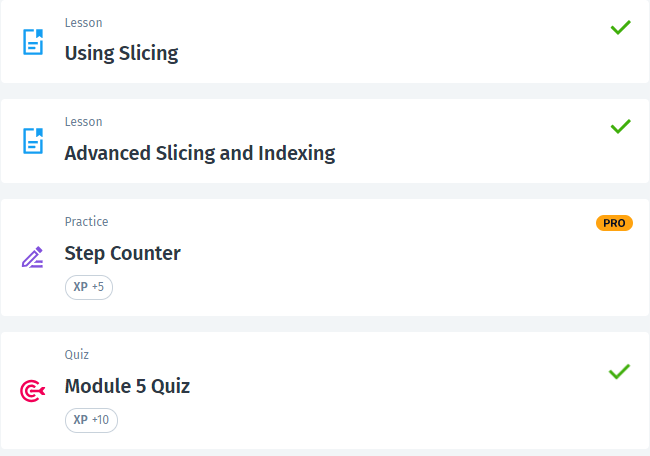 Lesson
Using Slicing
Lesson
Advanced Slicing and Indexing
Practice
PRO
Step Counter
XP +5
Quiz
Module 5 Quiz
XP +10